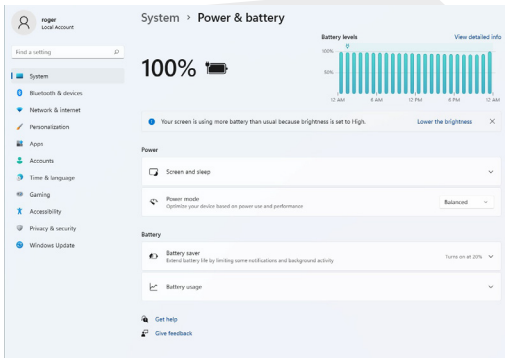 roger
Local Account
Find a setting
System
Bluetooth & devices
Network & internet
Personalization
Apps
Accounts
Time & language
Gaming
Accessibility
Privacy & security
Windows Update
System > Power & battery
100%
Battery levels View detailed info
100%
50%
12 AM 6 AM 12 PM 6 PM 12 AM
Your screen is using more battery than usual because brightness is set to High. Lower the brightness
Power
Screen and sleep
Power mode
Optimize your device based on power use and performance
Balanced
Battery
Battery saver
Extend battery life by limiting some notifications and background activity
Turns on at 20%
Battery usage
Get help
Give feedback